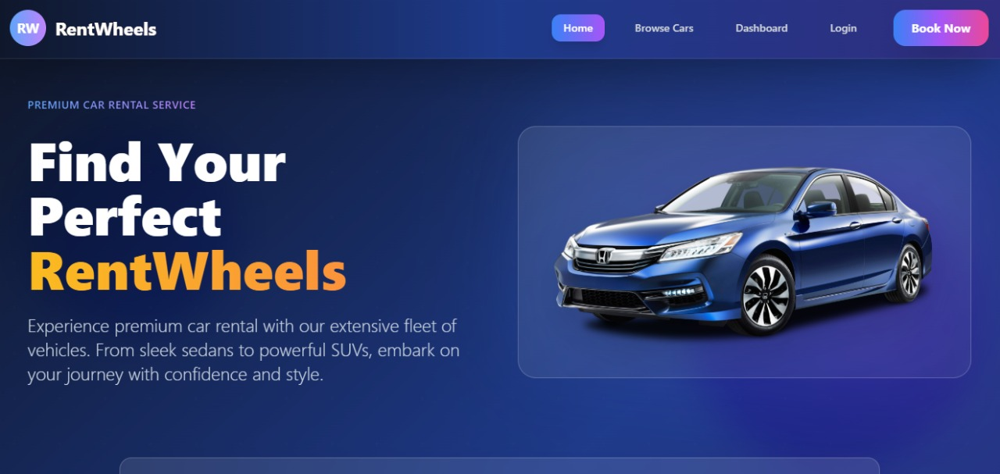 RW RentWheels
Home Browse Cars Dashboard Login Book Now
PREMIUM CAR RENTAL SERVICE
Find Your
Perfect
RentWheels
Experience premium car rental with our extensive fleet of
vehicles. From sleek sedans to powerful SUVs, embark on
your journey with confidence and style.